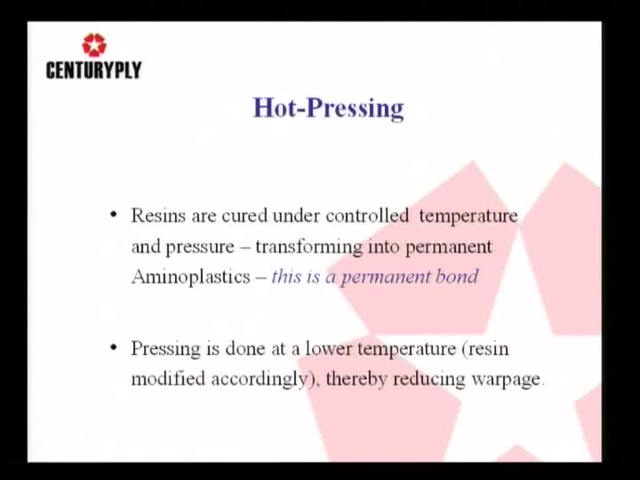 CENTURYPLY
Hot-Pressing
• Resins are cured under controlled temperature
and pressure – transforming into permanent
Aminoplastics – this is a permanent bond
• Pressing is done at a lower temperature (resin
modified accordingly), thereby reducing warpage.